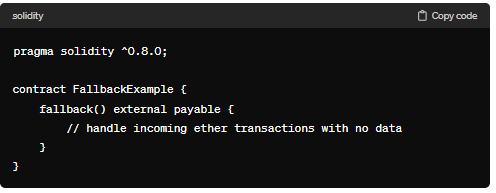 solidity
Copy code
pragma solidity ^0.8.0;
contract FallbackExample {
fallback() external payable {
// handle incoming ether transactions with no data
}
}